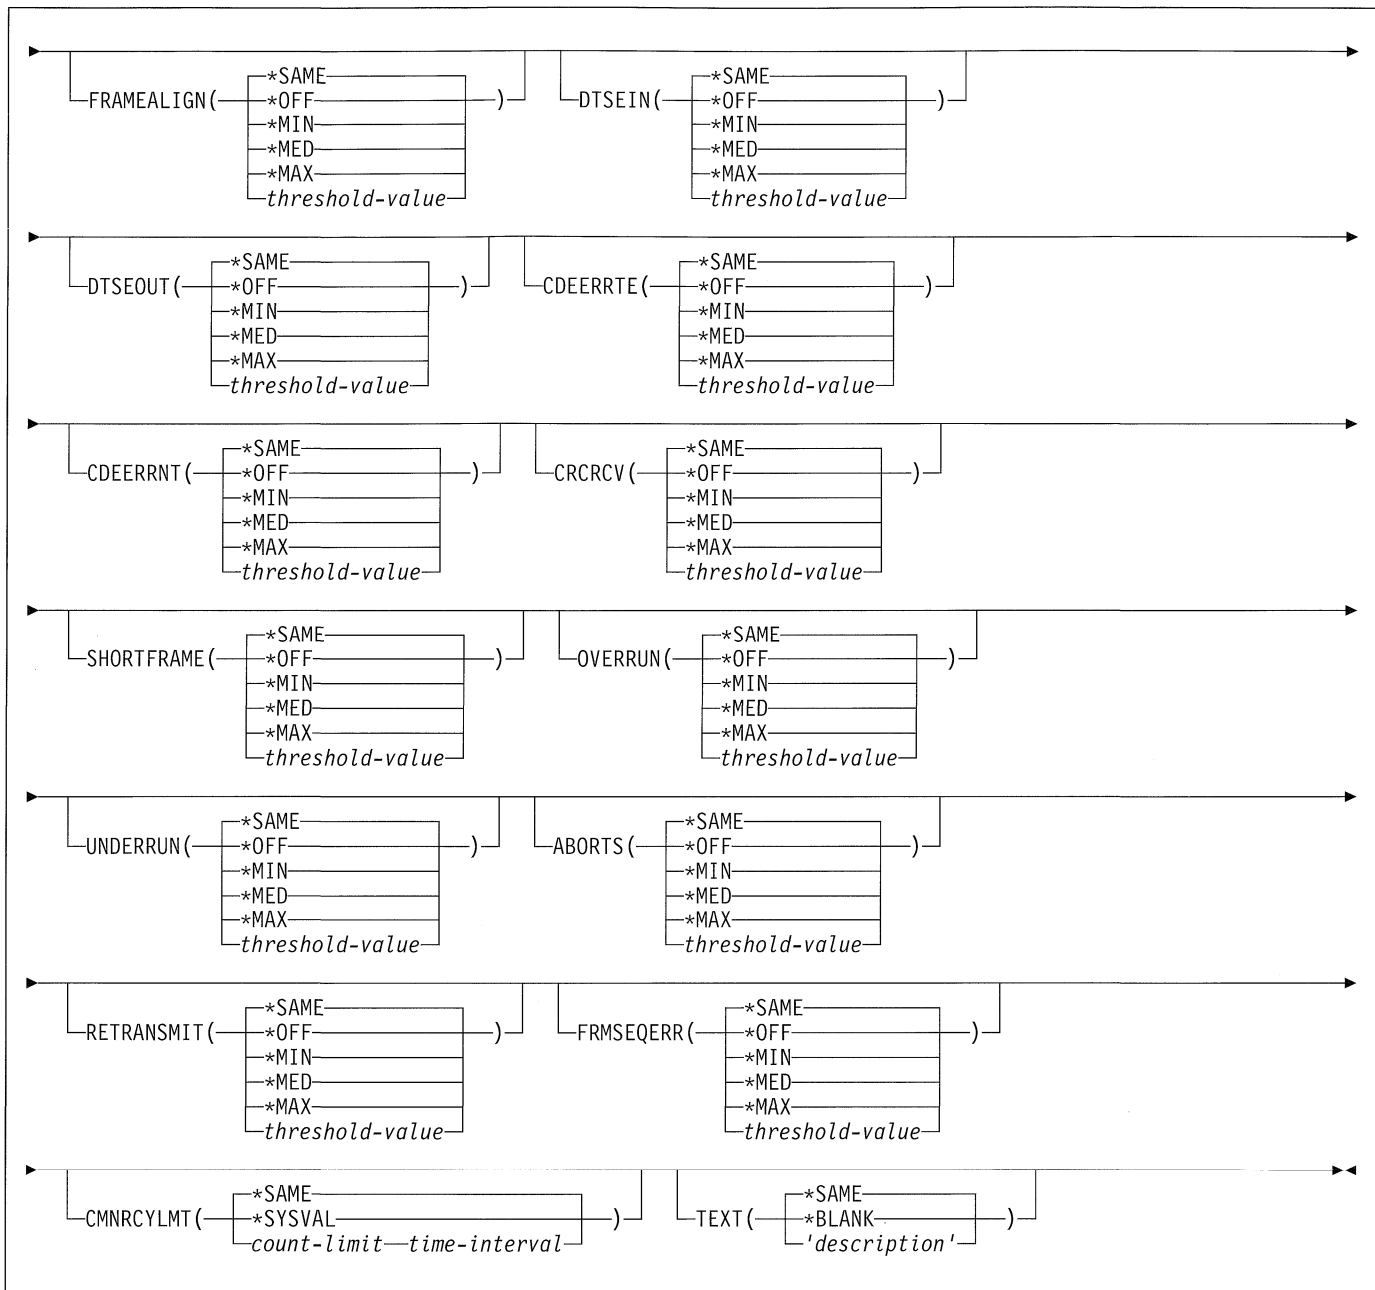 *SAME *SAME
FRAMEALIGN( *OFF ) DTSEIN( *OFF )
*MIN *MIN
*MED *MED
*MAX *MAX
threshold-value threshold-value
*SAME *SAME
DTSEOUT( *OFF ) CDEERRTE( *OFF )
*MIN *MIN
*MED *MED
*MAX *MAX
threshold-value threshold-value
*SAME *SAME
CDEERRNT( *OFF ) CRCRCV( *OFF )
*MIN *MIN
*MED *MED
*MAX *MAX
threshold-value threshold-value
*SAME *SAME
SHORTFRAME( *OFF ) OVERRUN( *OFF )
*MIN *MIN
*MED *MED
*MAX *MAX
threshold-value threshold-value
*SAME *SAME
UNDERRUN( *OFF ) ABORTS( *OFF )
*MIN *MIN
*MED *MED
*MAX *MAX
threshold-value threshold-value
*SAME *SAME
RETRANSMIT( *OFF ) FRMSEQERR( *OFF )
*MIN *MIN
*MED *MED
*MAX *MAX
threshold-value threshold-value
*SAME *SAME
CMNRCYLMT( *SYSVAL ) TEXT( *BLANK )
count-limit time-interval 'description'